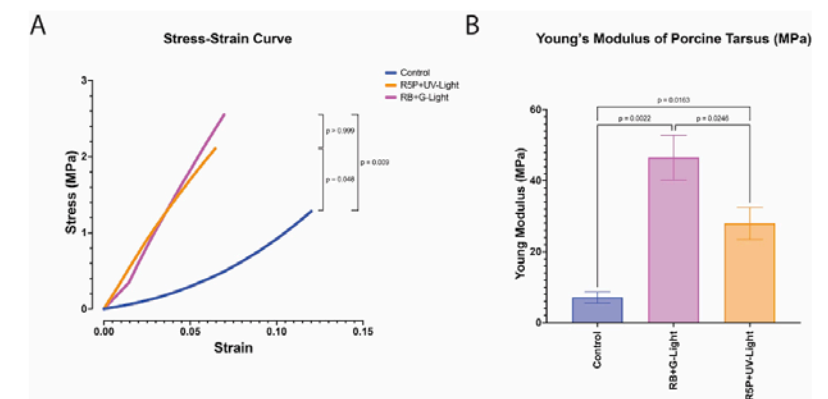 A
Stress-Strain Curve
Control
R5P+UV-Light
RB+G-Light
3
2
1
0
Stress (MPa)
0.00
0.05
0.10
0.15
Strain
p > 0.999
p = 0.048
p = 0.009
B
Young's Modulus of Porcine Tarsus (MPa)
p = 0.0163
p = 0.0022
p = 0.0246
60
40
20
0
Young Modulus (MPa)
Control
RB+G-Light
R5P+UV-Light